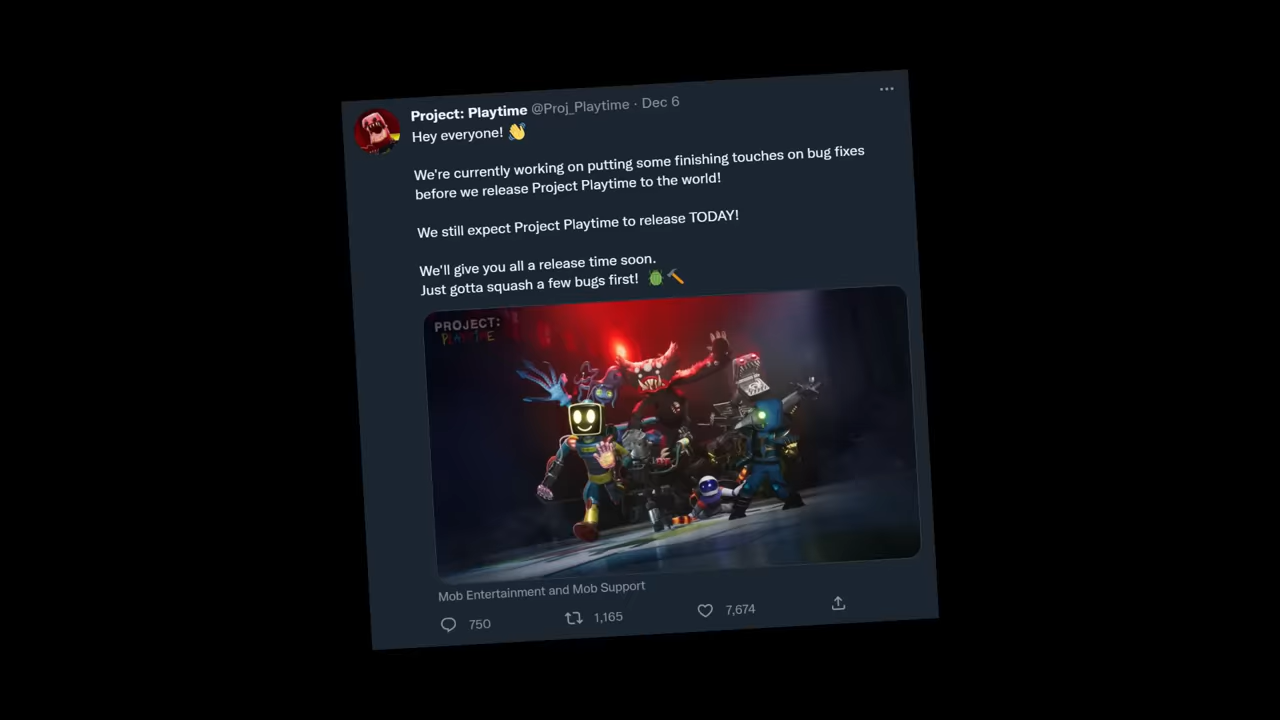 Project: Playtime @Proj_Playtime · Dec 6
Hey everyone! 👋
We're currently working on putting some finishing touches on bug fixes
before we release Project Playtime to the world!
We still expect Project Playtime to release TODAY!
We'll give you all a release time soon.
Just gotta squash a few bugs first! 🪲🔨
PROJECT:
PLAYTIME
Mob Entertainment and Mob Support
750 1,165 7,674